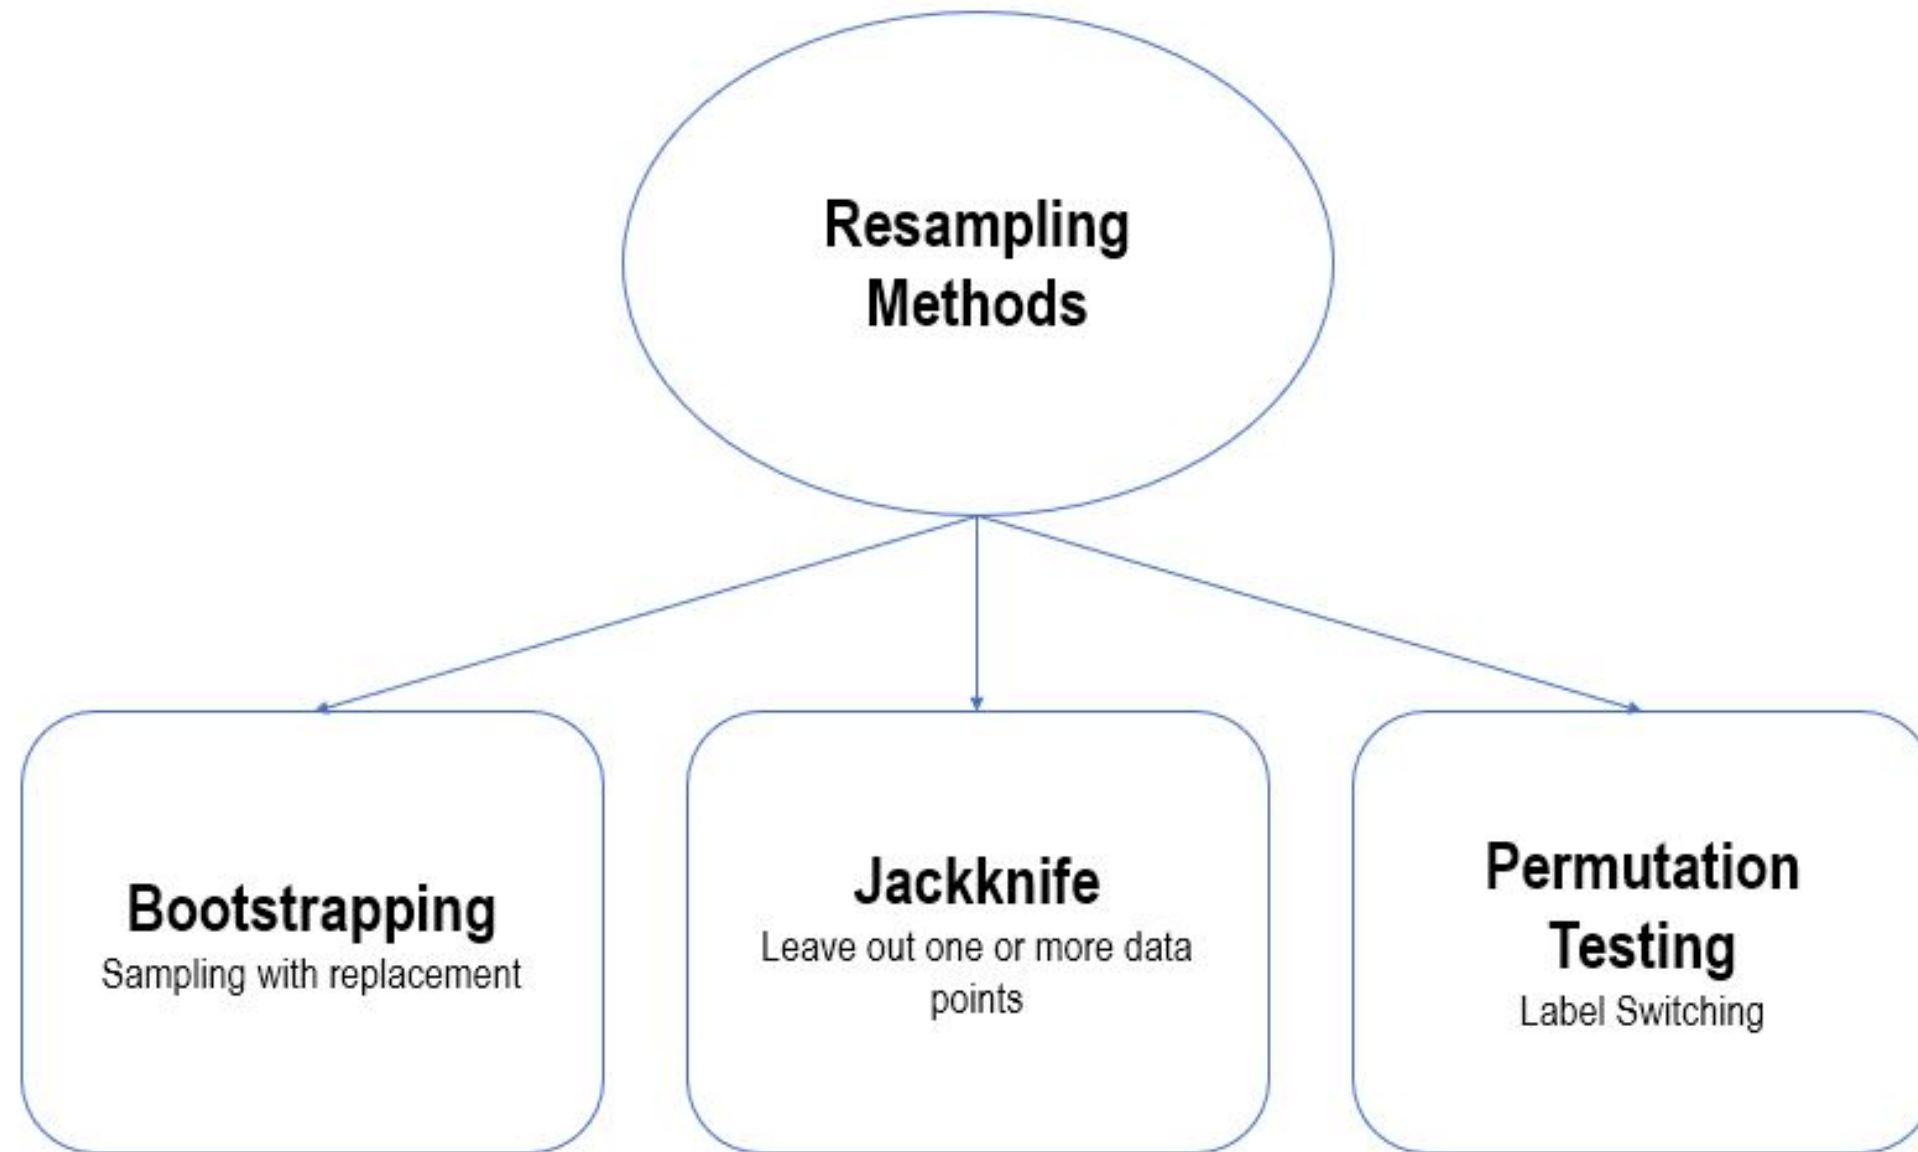 Resampling
Methods
Bootstrapping
Sampling with replacement
Jackknife
Leave out one or more data
points
Permutation
Testing
Label Switching